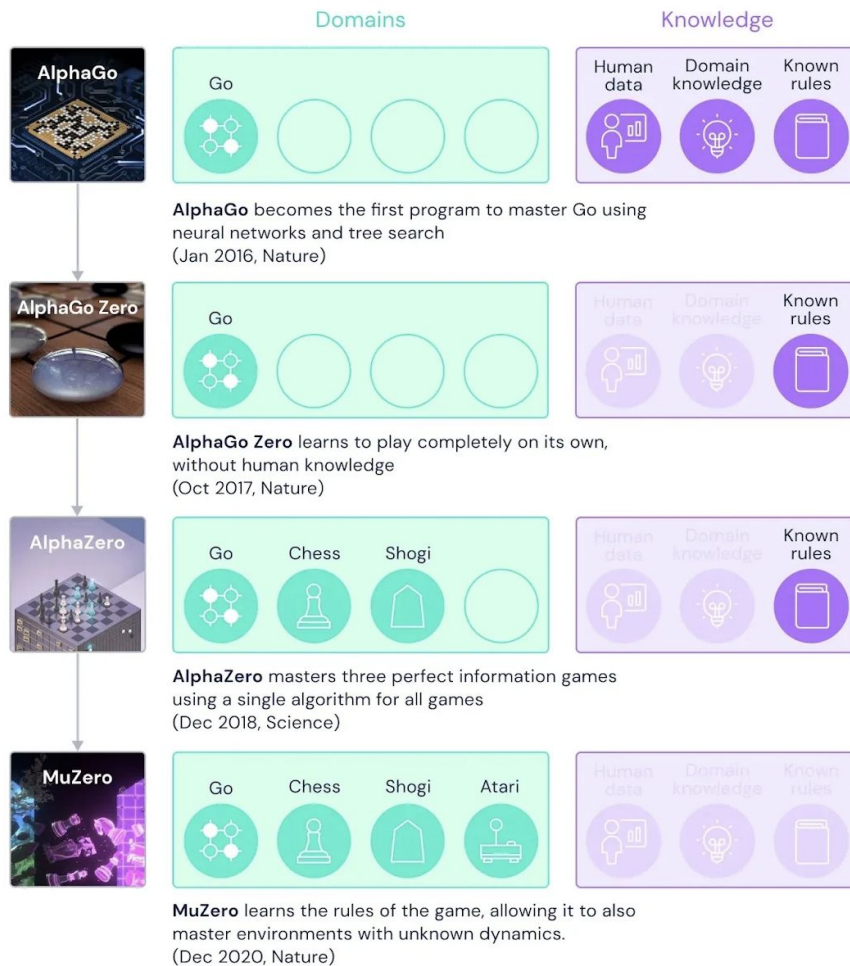 Domains
Knowledge
AlphaGo
Go
Human data
Domain knowledge
Known rules
AlphaGo becomes the first program to master Go using
neural networks and tree search
(Jan 2016, Nature)
AlphaGo Zero
Go
Human data
Domain knowledge
Known rules
AlphaGo Zero learns to play completely on its own,
without human knowledge
(Oct 2017, Nature)
AlphaZero
Go
Chess
Shogi
Human data
Domain knowledge
Known rules
AlphaZero masters three perfect information games
using a single algorithm for all games
(Dec 2018, Science)
MuZero
Go
Chess
Shogi
Atari
Human data
Domain knowledge
Known rules
MuZero learns the rules of the game, allowing it to also
master environments with unknown dynamics.
(Dec 2020, Nature)